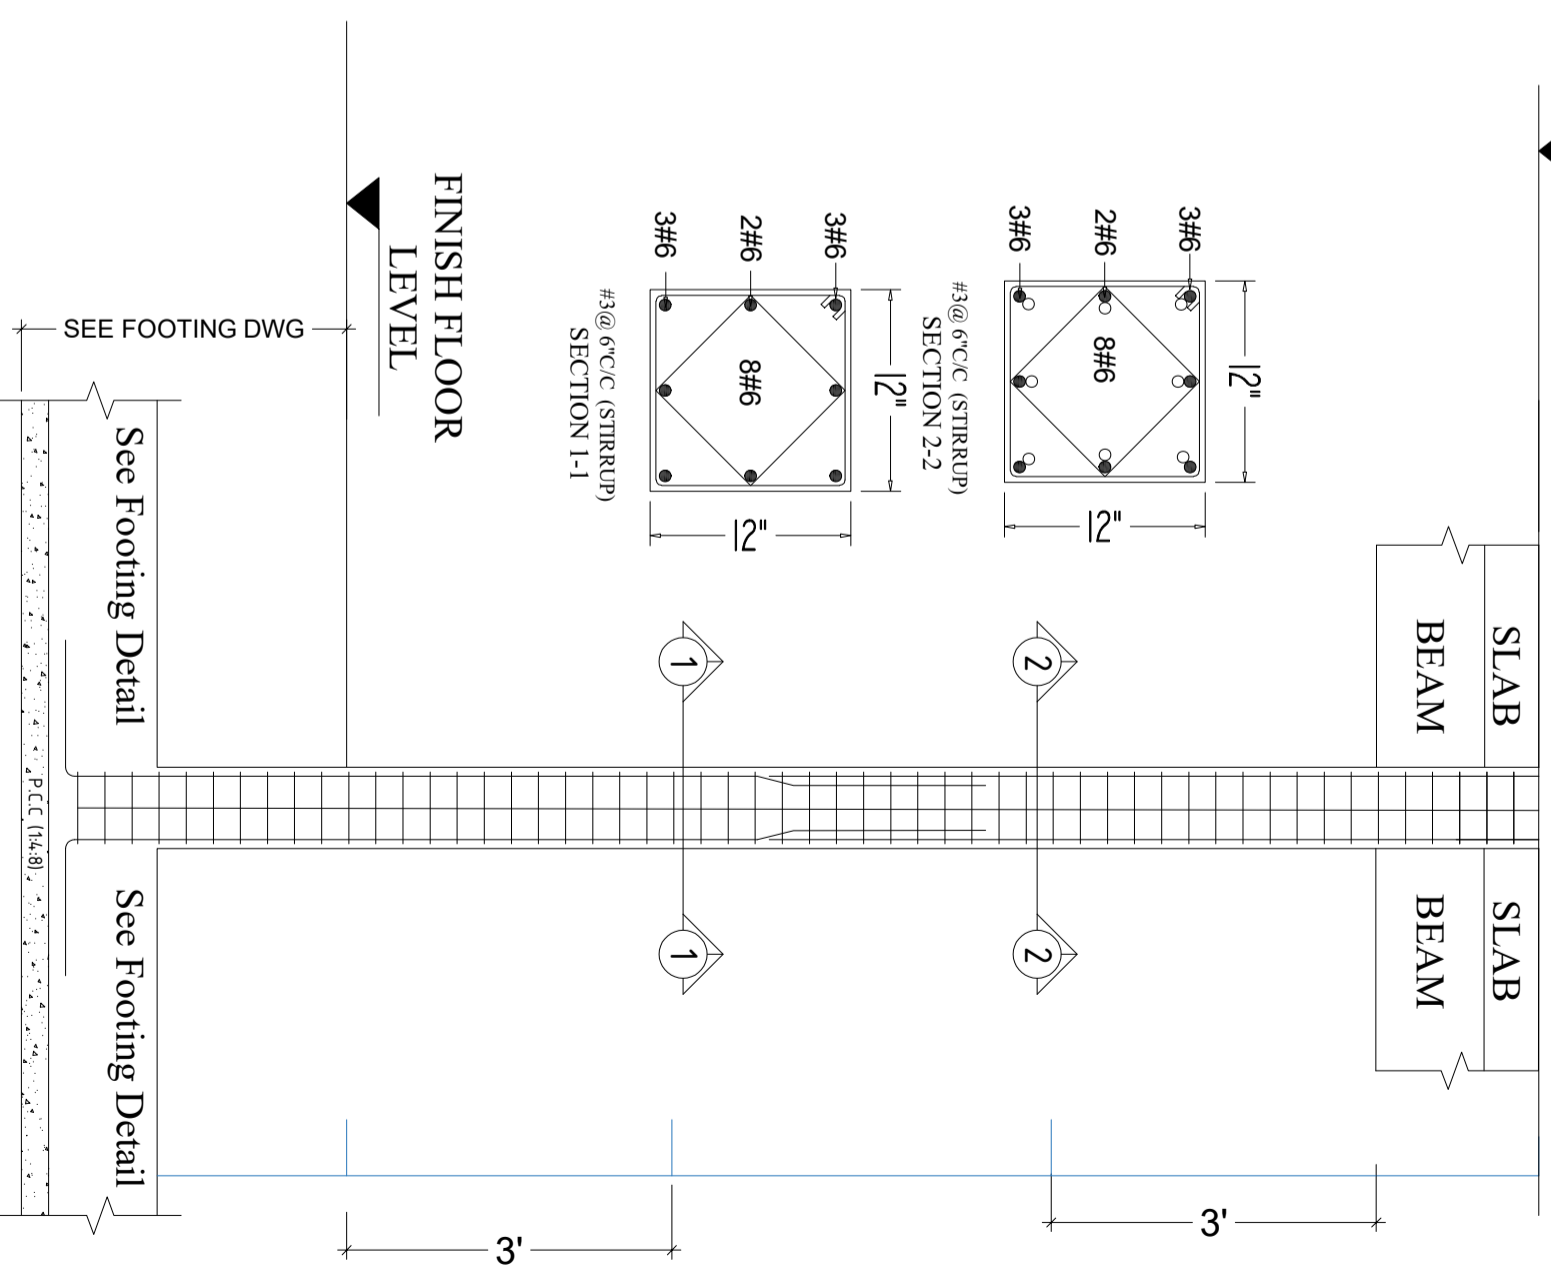 SLAB
SLAB
BEAM
BEAM
12"
3#6
2#6
3#6
8#6
12"
#3@ 6"C/C (STIRRUP)
SECTION 2-2
2
2
3'
12"
3#6
2#6
3#6
8#6
12"
#3@ 6"C/C (STIRRUP)
SECTION 1-1
1
1
3'
FINISH FLOOR
LEVEL
SEE FOOTING DWG
See Footing Detail
See Footing Detail
P.C.C (1:4:8)